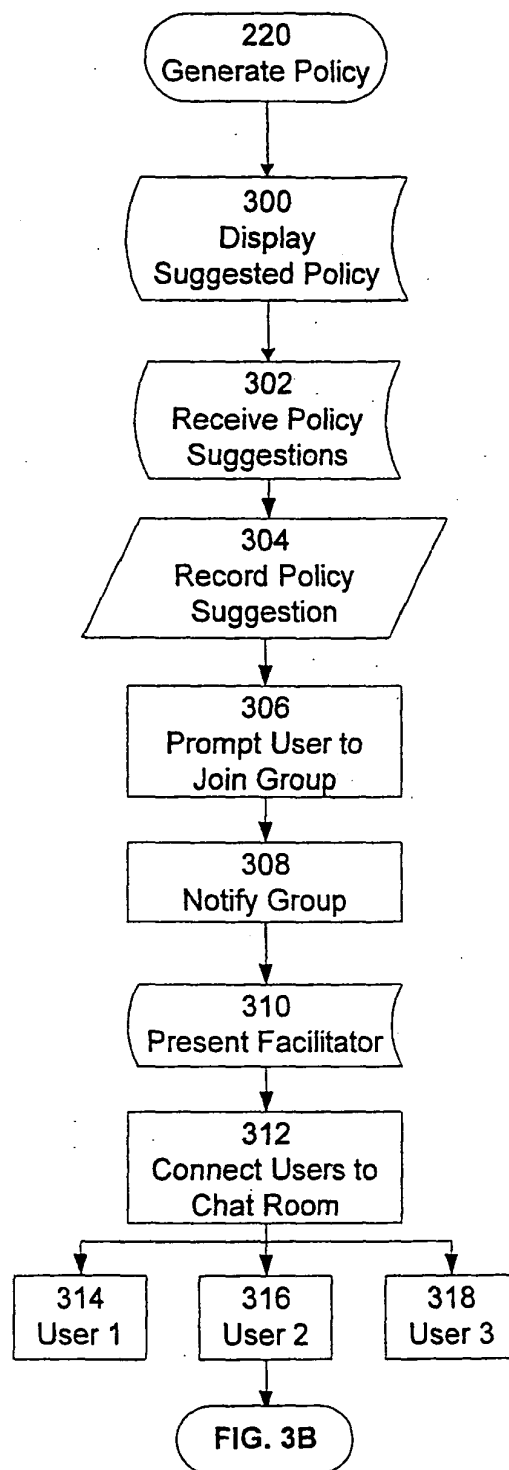 220
Generate Policy
300
Display
Suggested Policy
302
Receive Policy
Suggestions
304
Record Policy
Suggestion
306
Prompt User to
Join Group
308
Notify Group
310
Present Facilitator
312
Connect Users to
Chat Room
314
User 1
316
User 2
318
User 3
FIG. 3B